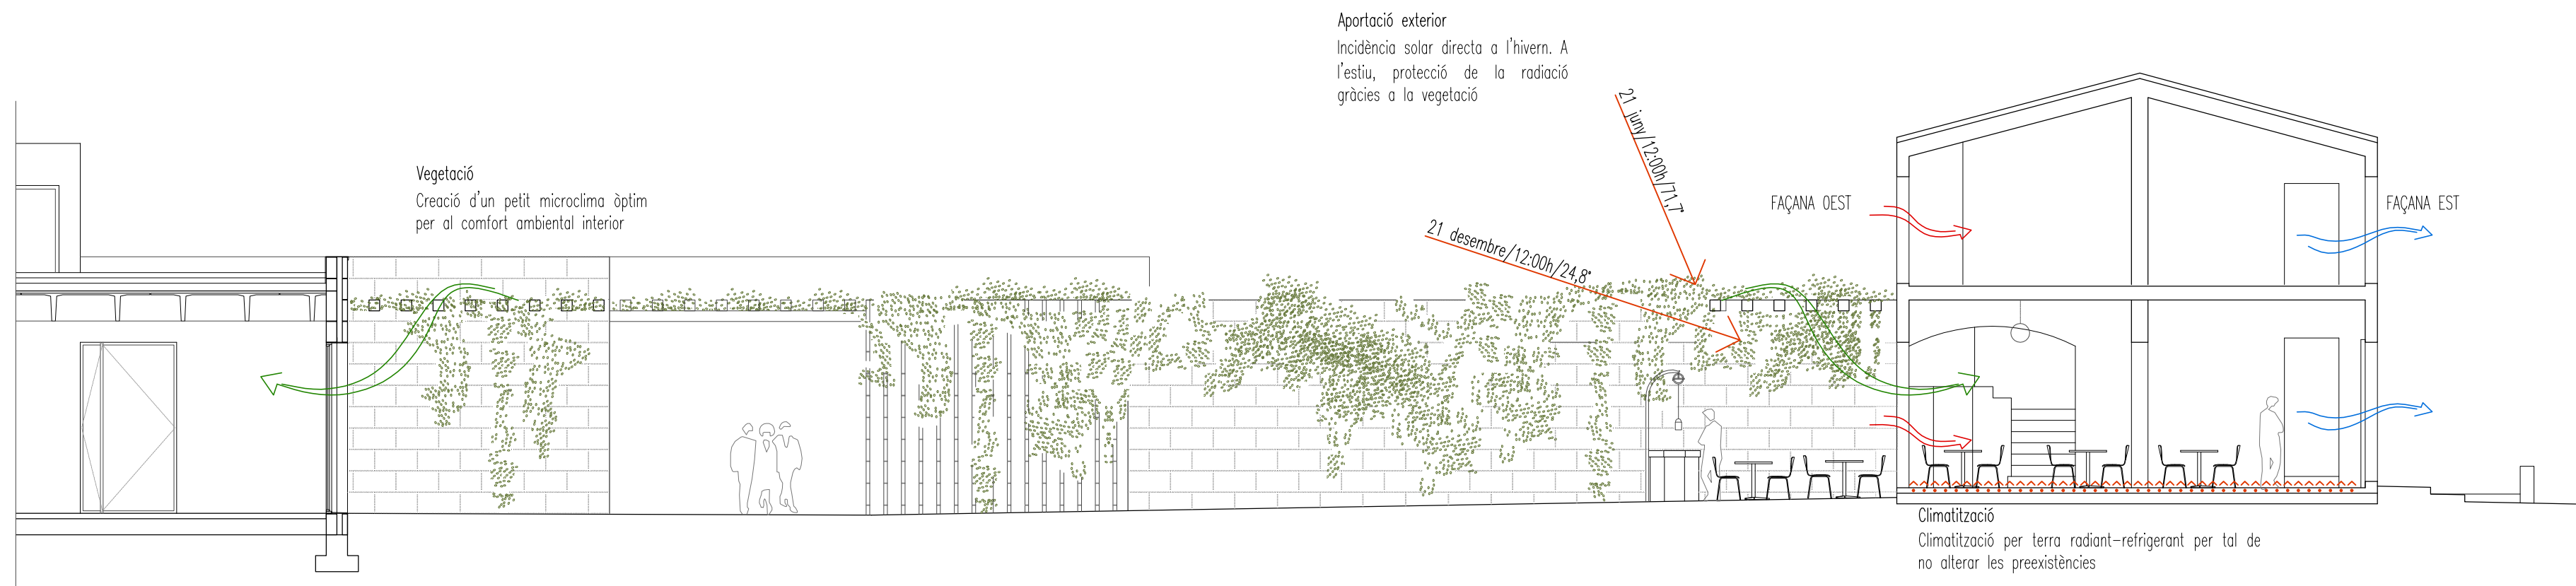 Aportació exterior
Incidència solar directa a l'hivern. A
l'estiu, protecció de la radiació
gràcies a la vegetació
21 juny/12:00h/71,7°
21 desembre/12:00h/24,8°
Vegetació
Creació d'un petit microclima òptim
per al comfort ambiental interior
FAÇANA OEST
FAÇANA EST
Climatització
Climatització per terra radiant-refrigerant per tal de
no alterar les preexistències